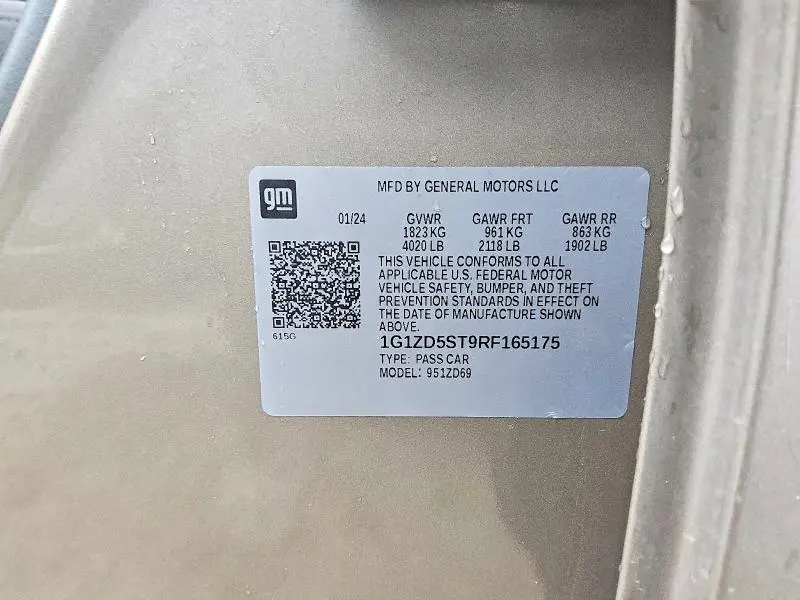 gm
MFD BY GENERAL MOTORS LLC
01/24 GVWR GAWR FRT GAWR RR
1823 KG 961 KG 863 KG
4020 LB 2118 LB 1902 LB
THIS VEHICLE CONFORMS TO ALL
APPLICABLE U.S. FEDERAL MOTOR
VEHICLE SAFETY, BUMPER, AND THEFT
PREVENTION STANDARDS IN EFFECT ON
THE DATE OF MANUFACTURE SHOWN
ABOVE.
615G
1G1ZD5ST9RF165175
TYPE: PASS CAR
MODEL: 951ZD69